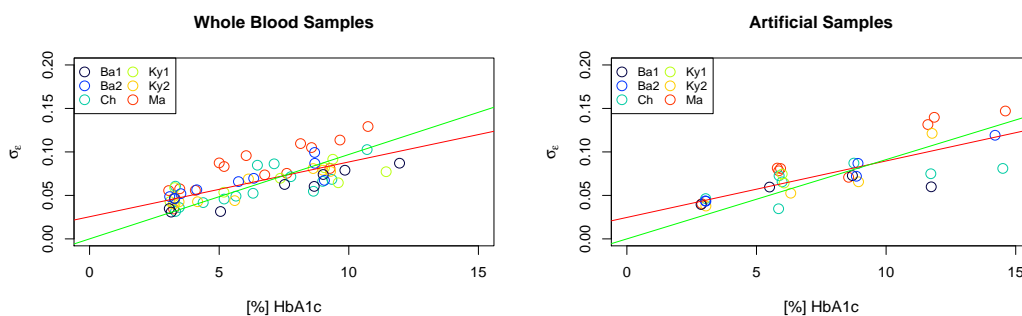 Whole Blood Samples
0.20
0.15
0.10
0.05
0.00
σε
Ba1 Ky1
Ba2 Ky2
Ch Ma
0 5 10 15
[%] HbA1c
Artificial Samples
0.20
0.15
0.10
0.05
0.00
σε
Ba1 Ky1
Ba2 Ky2
Ch Ma
0 5 10 15
[%] HbA1c